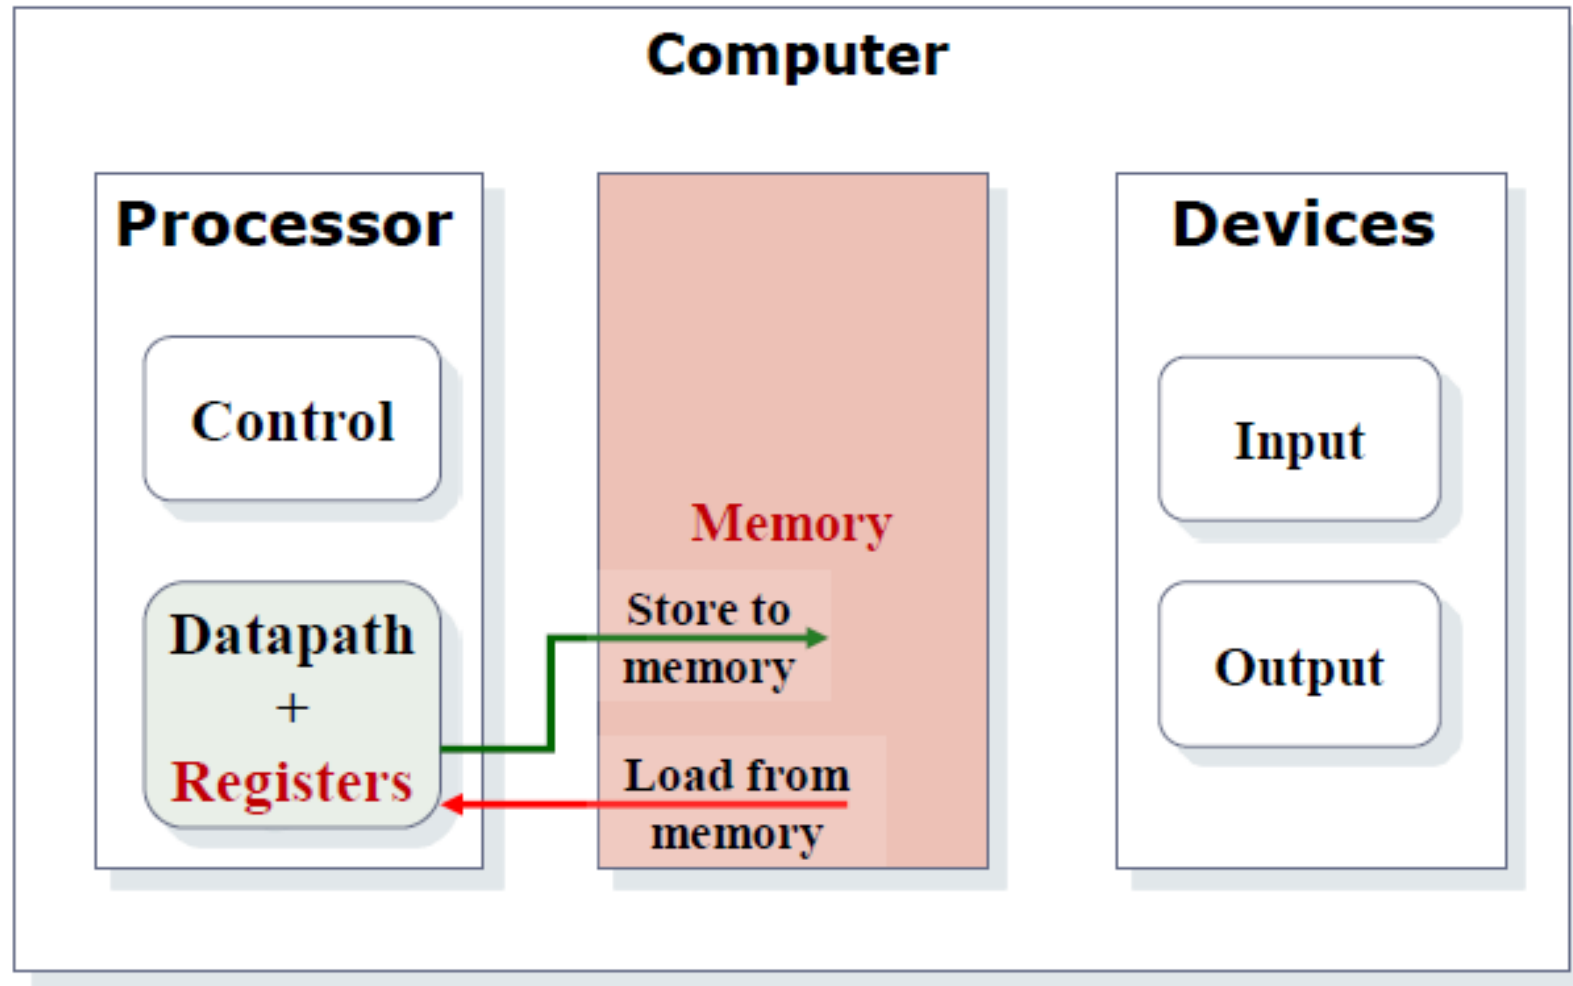 Computer
Processor
Control
Datapath
+
Registers
Memory
Store to
memory
Load from
memory
Devices
Input
Output